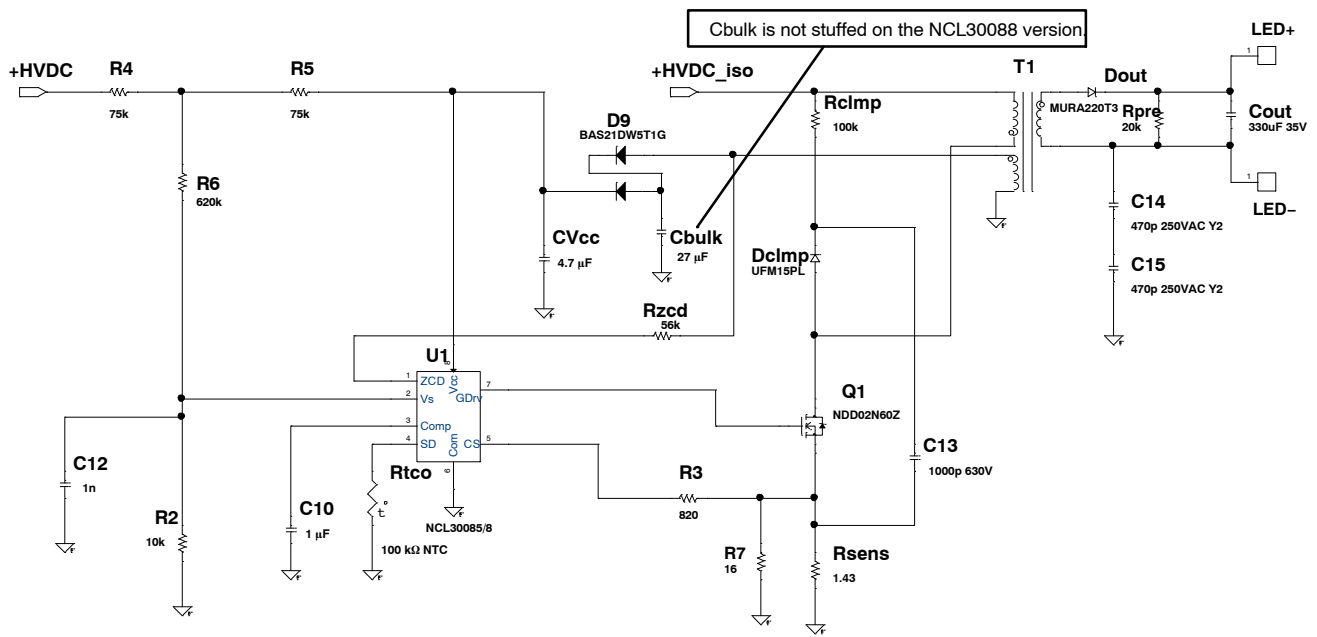 Cbulk is not stuffed on the NCL30088 version.
+HVDC
R4
75k
R5
75k
R6
620k
D9
BAS21DW5T1G
CVcc
4.7 μF
Cbulk
27 μF
+HVDC_iso
Rclmp
100k
T1
Dout
MURA220T3
Rpre
20k
Cout
330uF 35V
LED+
1
LED–
1
C14
470p 250VAC Y2
C15
470p 250VAC Y2
Dclmp
UFM15PL
Rzcd
56k
U1
8
1
ZCD
Vcc
2
Vs
GDrv
7
3
Comp
4
SD
Com
CS
5
6
NCL30085/8
Q1
NDD02N60Z
C13
1000p 630V
C12
1n
R2
10k
C10
1 μF
Rtco
t°
100 kΩ NTC
R3
820
R7
16
Rsens
1.43